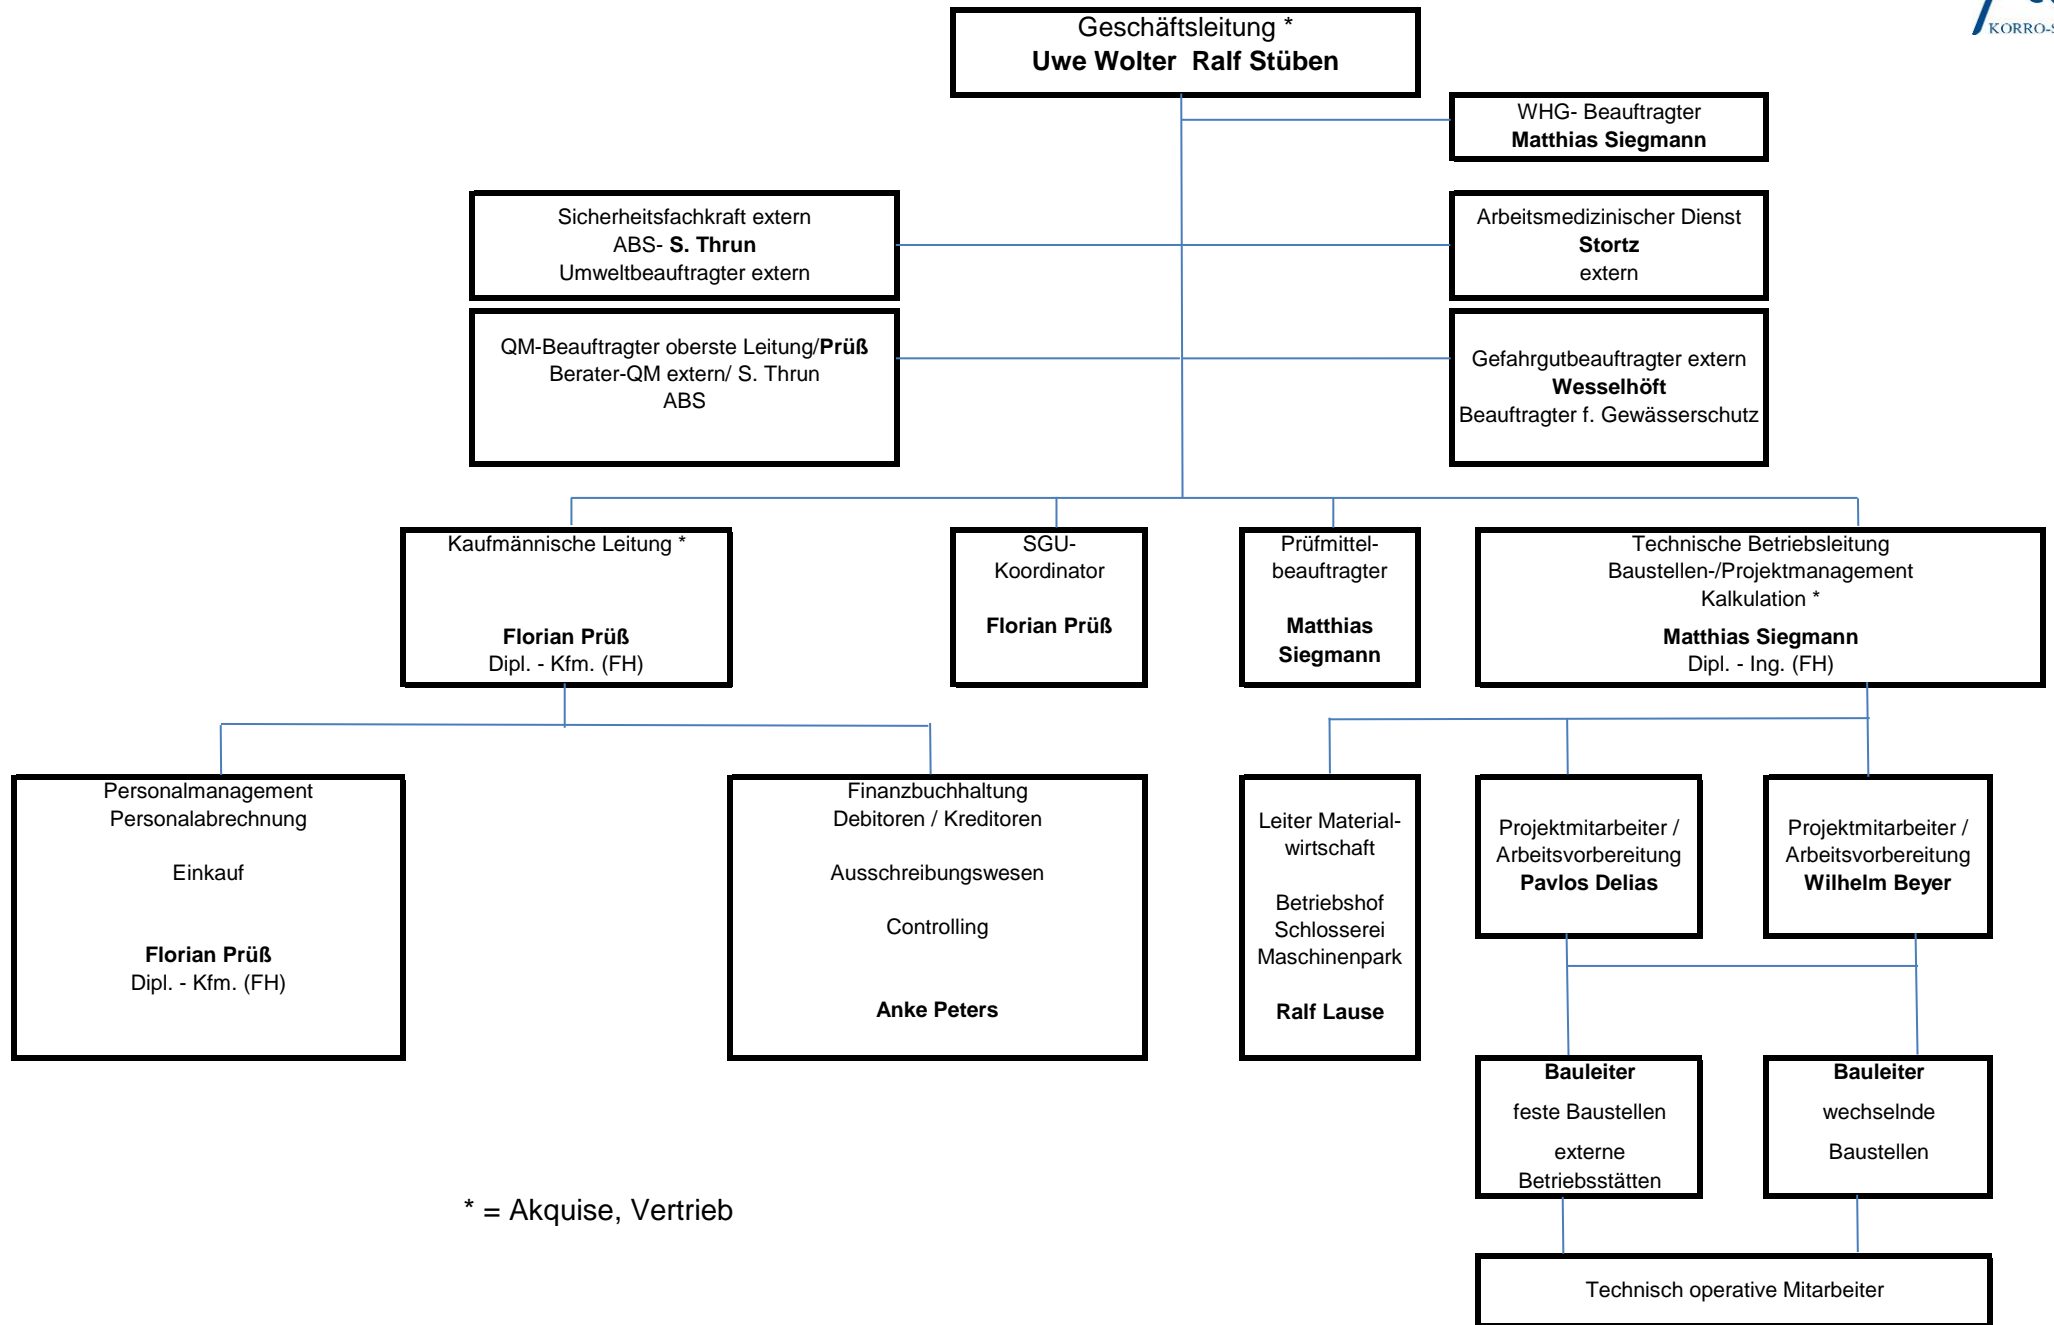 KORRO-S
Geschäftsleitung *
Uwe Wolter  Ralf Stüben
WHG- Beauftragter
Matthias Siegmann
Sicherheitsfachkraft extern
ABS- S. Thrun
Umweltbeauftragter extern
Arbeitsmedizinischer Dienst
Stortz
extern
QM-Beauftragter oberste Leitung/Prüß
Berater-QM extern/ S. Thrun
ABS
Gefahrgutbeauftragter extern
Wesselhöft
Beauftragter f. Gewässerschutz
Kaufmännische Leitung *
Florian Prüß
Dipl. - Kfm. (FH)
SGU-
Koordinator
Florian Prüß
Prüfmittel-
beauftragter
Matthias
Siegmann
Technische Betriebsleitung
Baustellen-/Projektmanagement
Kalkulation *
Matthias Siegmann
Dipl. - Ing. (FH)
Personalmanagement
Personalabrechnung
Einkauf
Florian Prüß
Dipl. - Kfm. (FH)
Finanzbuchhaltung
Debitoren / Kreditoren
Ausschreibungswesen
Controlling
Anke Peters
Leiter Material-
wirtschaft
Betriebshof
Schlosserei
Maschinenpark
Ralf Lause
Projektmitarbeiter /
Arbeitsvorbereitung
Pavlos Delias
Projektmitarbeiter /
Arbeitsvorbereitung
Wilhelm Beyer
Bauleiter
feste Baustellen
externe
Betriebsstätten
Bauleiter
wechselnde
Baustellen
* = Akquise, Vertrieb
Technisch operative Mitarbeiter